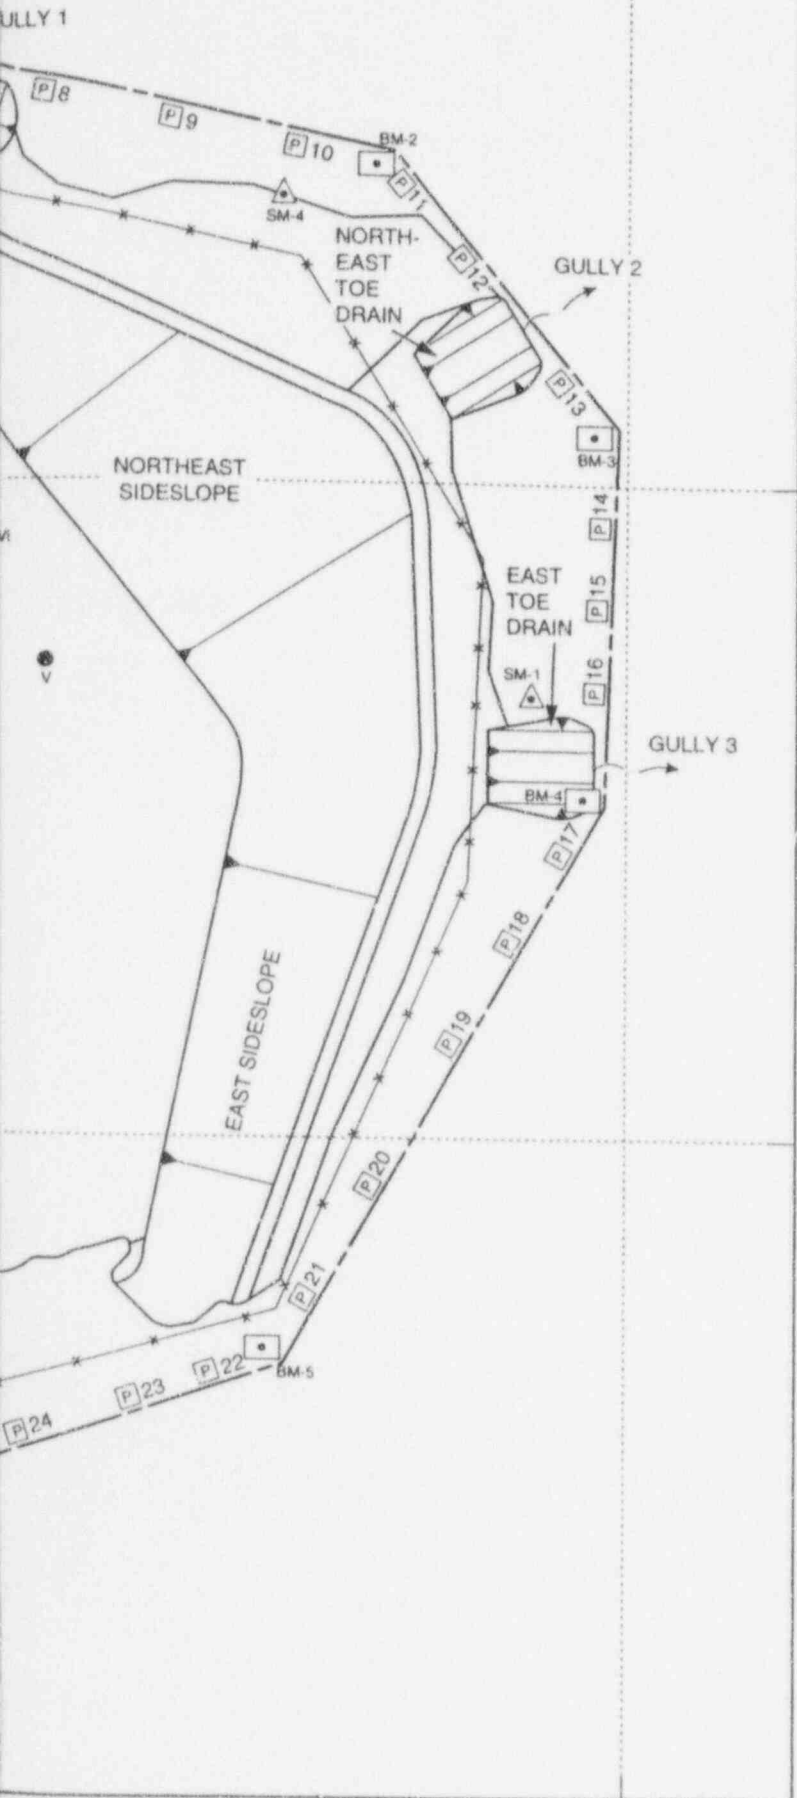 ULLY 1
P 8
P 9
P 10
BM-2
P 11
SM-4
NORTH-
EAST
TOE
DRAIN
P 12
GULLY 2
P 13
BM-3
NORTHEAST
SIDESLOPE
P 14
EAST
TOE
DRAIN
P 15
P 16
SM-1
V
GULLY 3
BM-4
P 17
P 18
EAST SIDESLOPE
P 19
P 20
P 21
BM-5
P 22
P 23
P 24